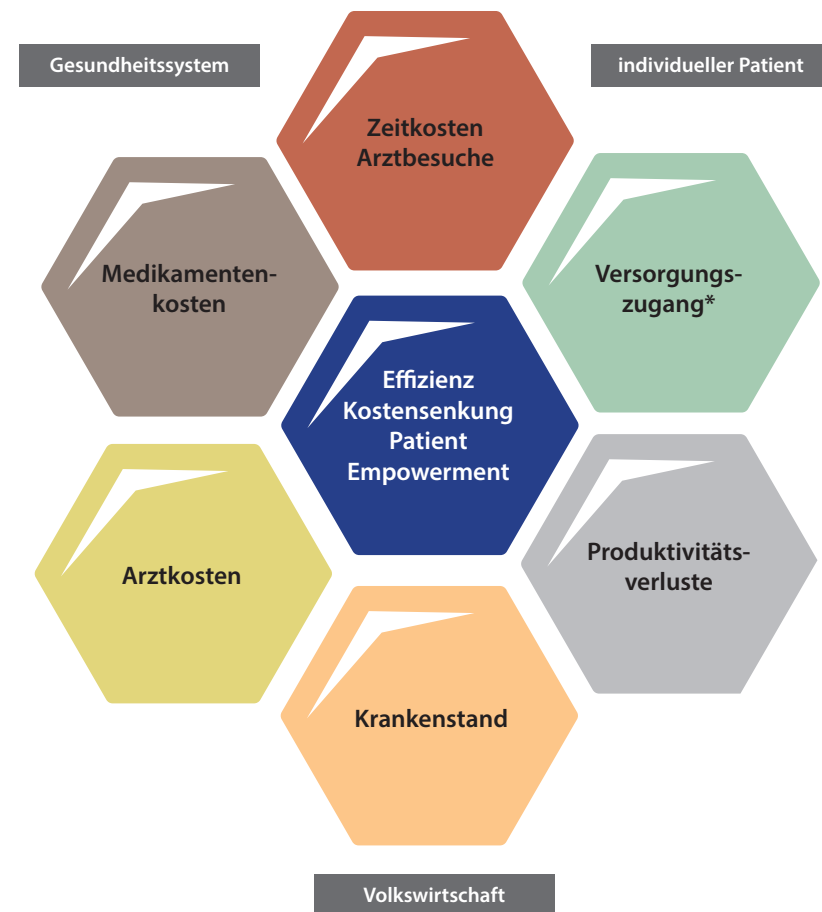 Gesundheitssystem
individueller Patient
Zeitkosten
Arztbesuche
Medikamenten-
kosten
Versorgungs-
zugang*
Effizienz
Kostensenkung
Patient
Empowerment
Arztkosten
Produktivitäts-
verluste
Krankenstand
Volkswirtschaft